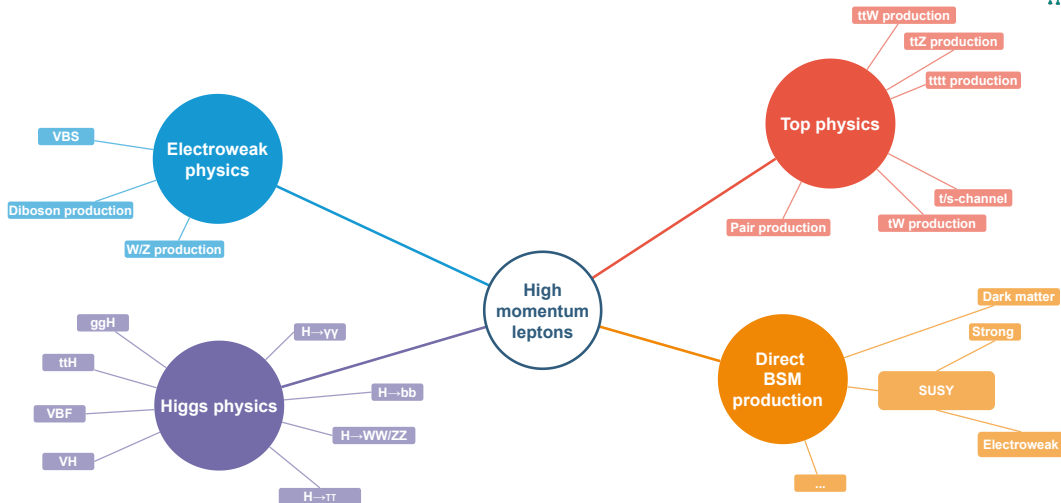 ttW production
ttZ production
tttt production
Top physics
t/s-channel
tW production
Pair production
VBS
Electroweak
physics
Diboson production
W/Z production
High
momentum
leptons
ggH
ttH
VBF
VH
Higgs physics
H→γγ
H→bb
H→WW/ZZ
H→ττ
Direct
BSM
production
Dark matter
Strong
SUSY
Electroweak
...